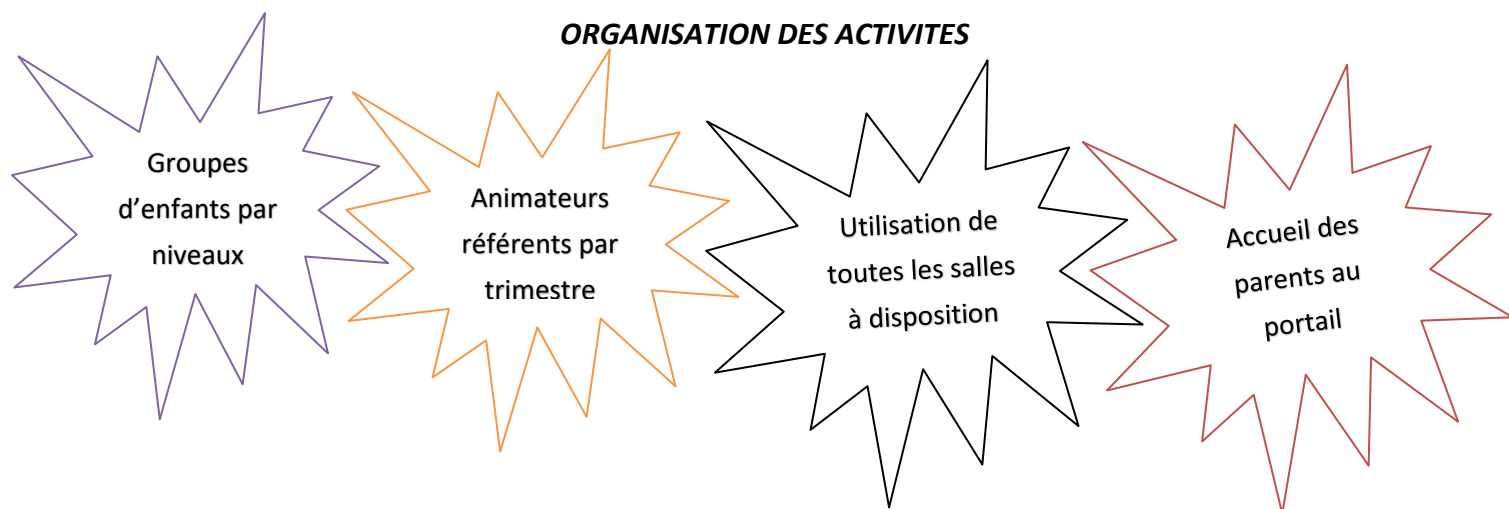 ORGANISATION DES ACTIVITES
Groupes
d’enfants par
niveaux
Animateurs
référents par
trimestre
Utilisation de
toutes les salles
à disposition
Accueil des
parents au
portail